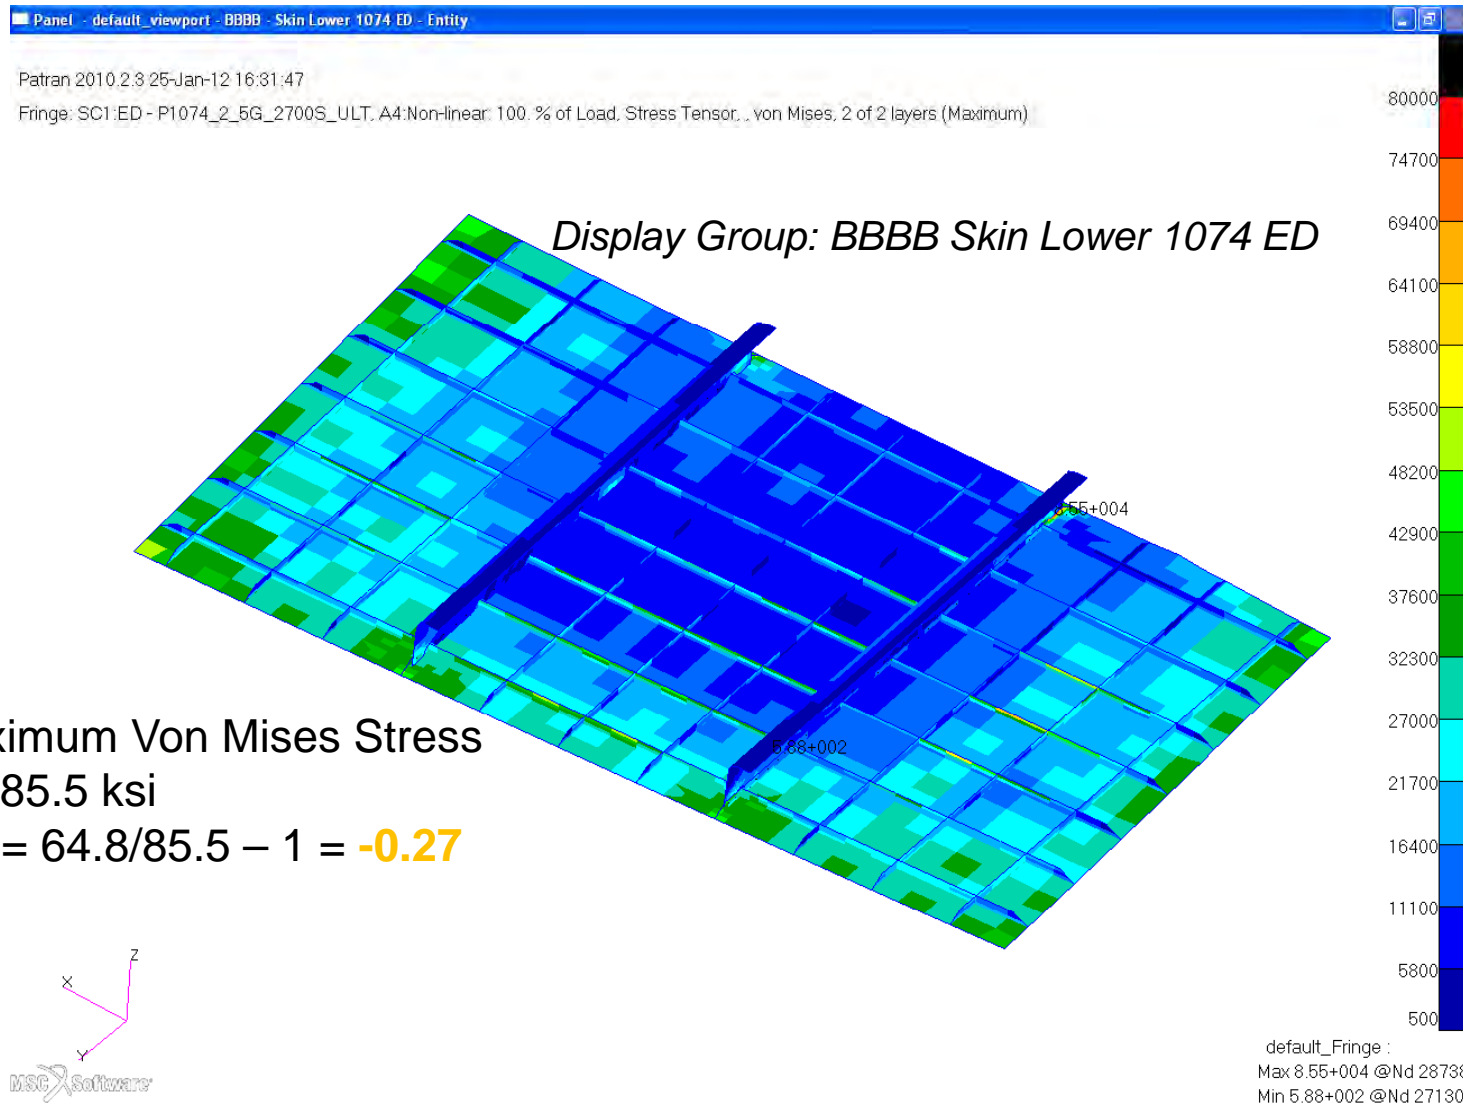 Panel - default_viewport - BBBB - Skin Lower 1074 ED - Entity
Patran 2010.2.3 25-Jan-12 16:31:47
Fringe: SC1:ED - P1074_2_5G_2700S_ULT, A4:Non-linear: 100. % of Load, Stress Tensor, , von Mises, 2 of 2 layers (Maximum)
Display Group: BBBB Skin Lower 1074 ED
80000
74700
69400
64100
58800
53500
48200
42900
37600
32300
27000
21700
16400
11100
5800
500
8.55+004
5.88+002
ximum Von Mises Stress
85.5 ksi
= 64.8/85.5 – 1 = -0.27
Z
X
Y
MSC Software
default_Fringe :
Max 8.55+004 @Nd 28738
Min 5.88+002 @Nd 27130